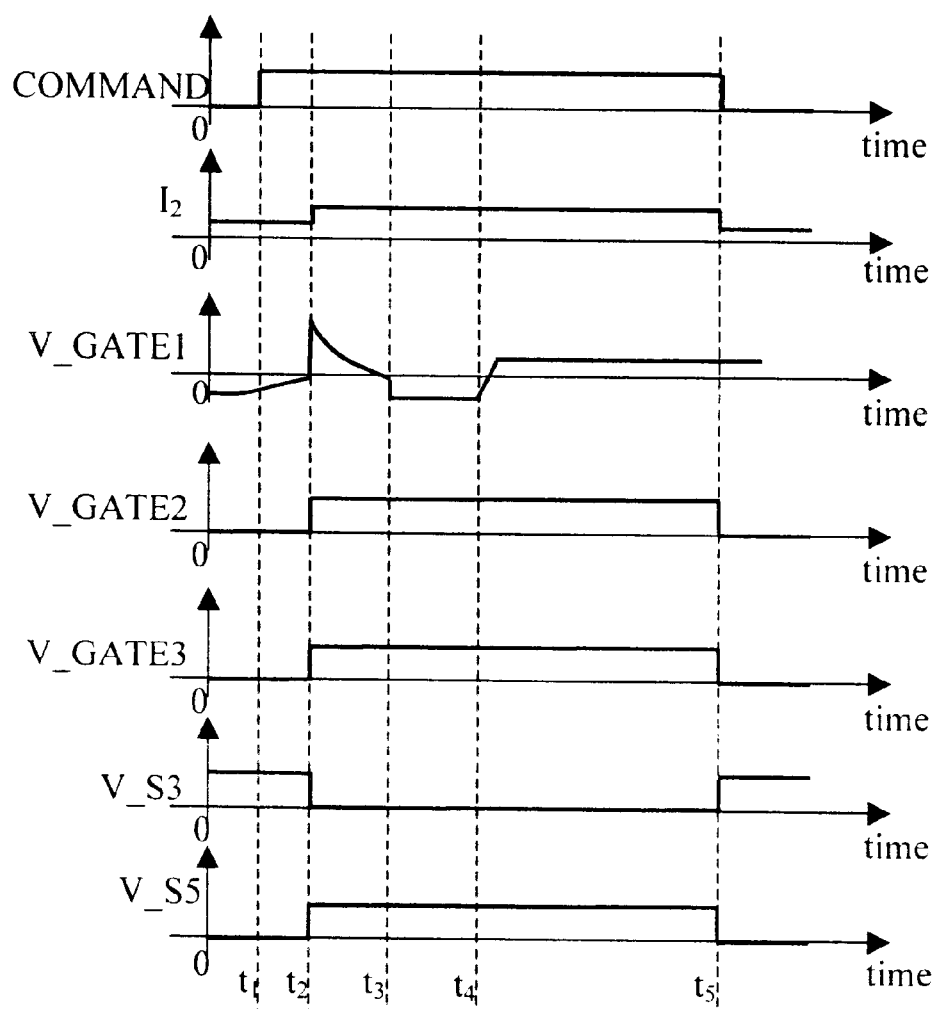 COMMAND
0
time
I₂
0
time
V_GATE1
0
time
V_GATE2
0
time
V_GATE3
0
time
V_S3
0
time
V_S5
0
time
t₁ t₂ t₃ t₄ t₅